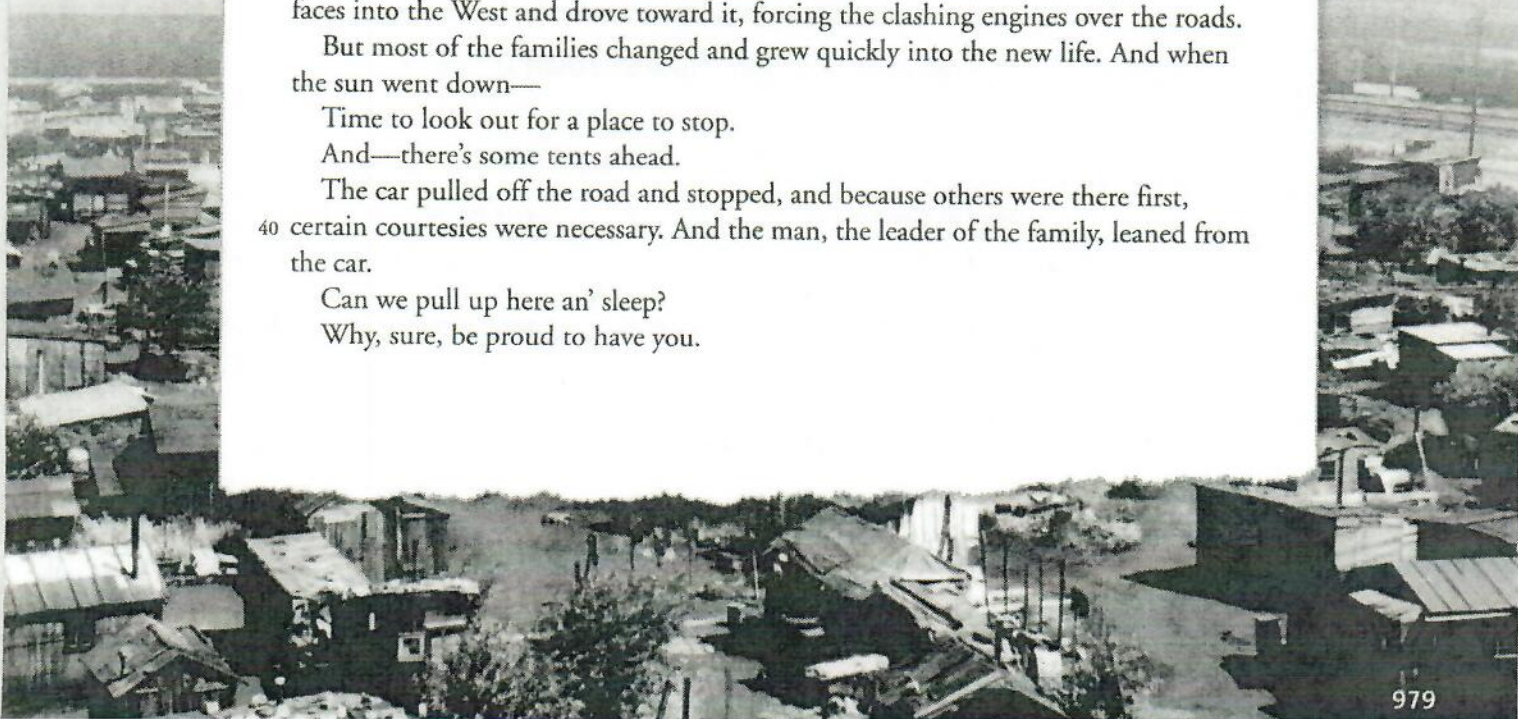 faces into the West and drove toward it, forcing the clashing engines over the roads.
But most of the families changed and grew quickly into the new life. And when
the sun went down—
Time to look out for a place to stop.
And—there's some tents ahead.
The car pulled off the road and stopped, and because others were there first,
40 certain courtesies were necessary. And the man, the leader of the family, leaned from
the car.
Can we pull up here an' sleep?
Why, sure, be proud to have you.
979